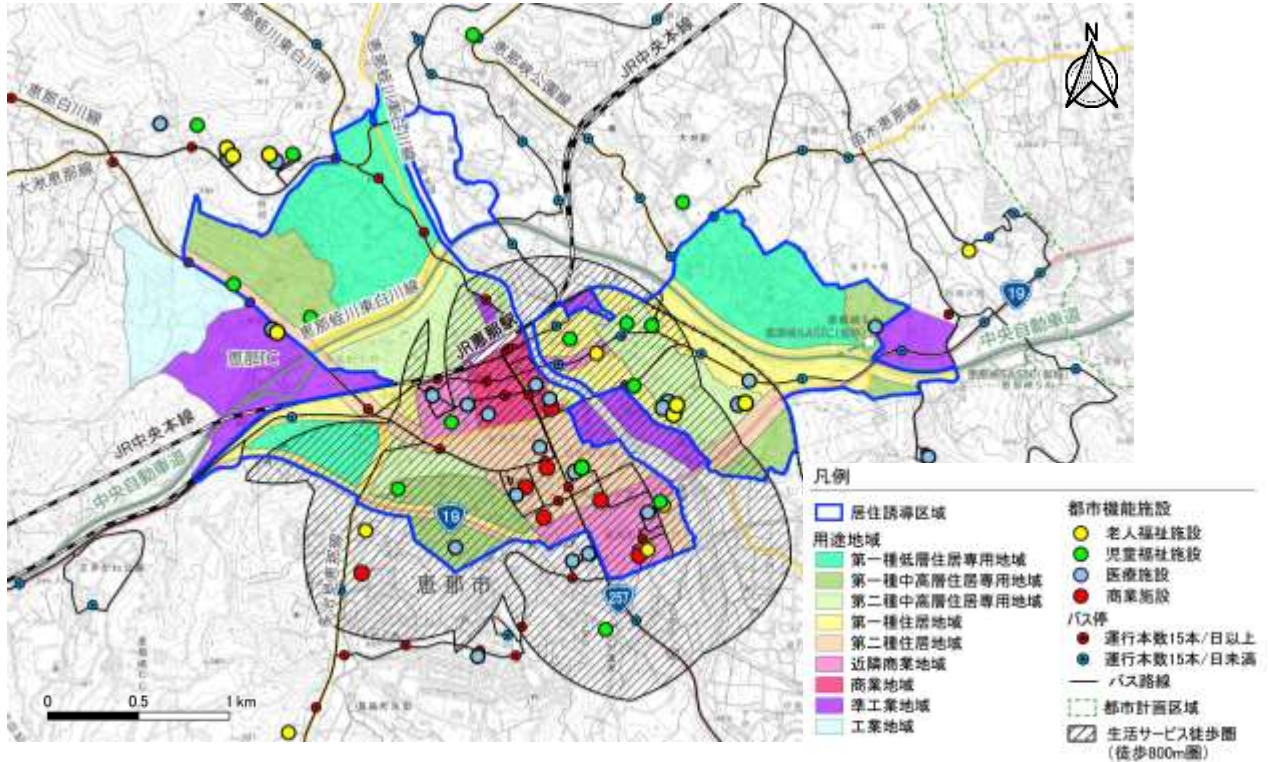 恵那蛭川東白川線
恵那蛭川東白川線
恵那峡公園線
JR中央本線
N
恵那白川線
大井恵那線
苗木恵那線
19
中央自動車道
恵那蛭川東白川線
JR恵那駅
恵那IC
JR中央本線
中央自動車道
19
恵那市
257
0 0.5 1 km
凡例
居住誘導区域
用途地域
第一種低層住居専用地域
第一種中高層住居専用地域
第二種中高層住居専用地域
第一種住居地域
第二種住居地域
近隣商業地域
商業地域
準工業地域
工業地域
都市機能施設
老人福祉施設
児童福祉施設
医療施設
商業施設
バス停
運行本数15本/日以上
運行本数15本/日未満
バス路線
都市計画区域
生活サービス徒歩圏
(徒歩800m圏)